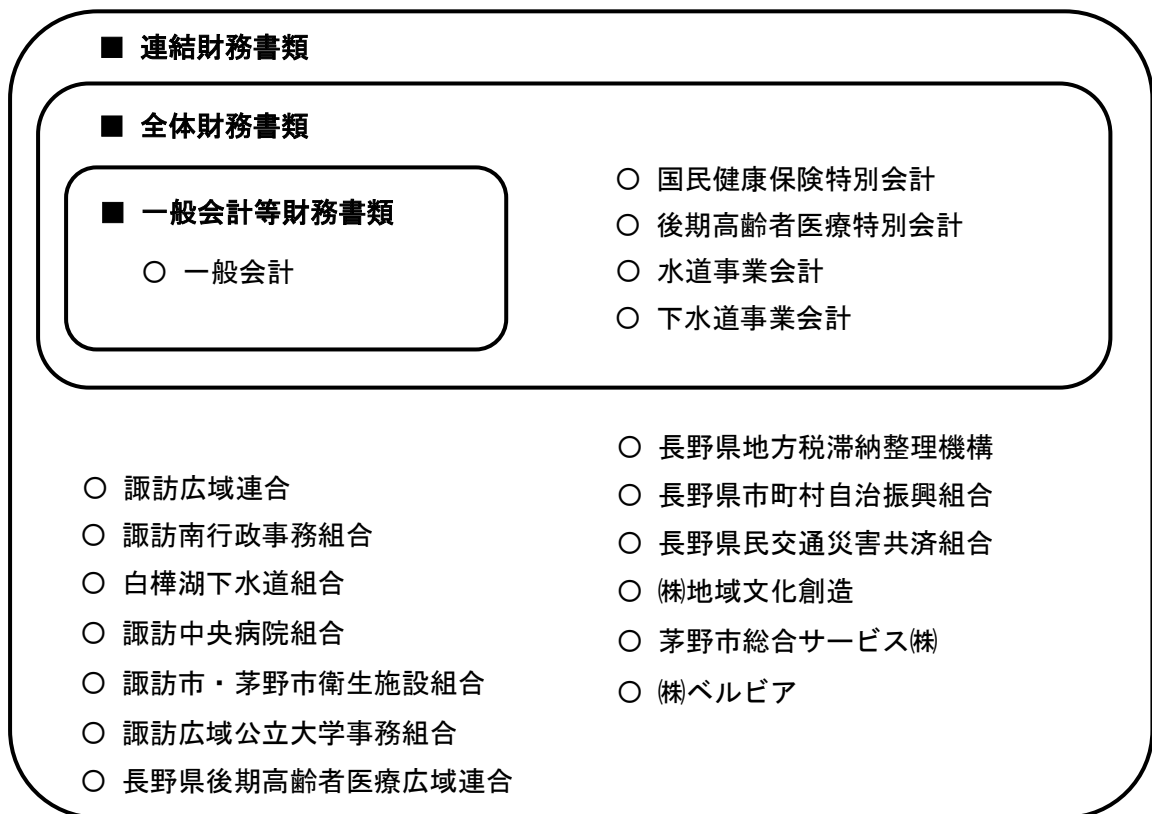 ■ 連結財務書類
■ 全体財務書類
■ 一般会計等財務書類
○ 一般会計
○ 国民健康保険特別会計
○ 後期高齢者医療特別会計
○ 水道事業会計
○ 下水道事業会計
○ 諏訪広域連合
○ 諏訪南行政事務組合
○ 白樺湖下水道組合
○ 諏訪中央病院組合
○ 諏訪市・茅野市衛生施設組合
○ 諏訪広域公立大学事務組合
○ 長野県後期高齢者医療広域連合
○ 長野県地方税滞納整理機構
○ 長野県市町村自治振興組合
○ 長野県民交通災害共済組合
○ ㈱地域文化創造
○ 茅野市総合サービス㈱
○ ㈱ベルビア